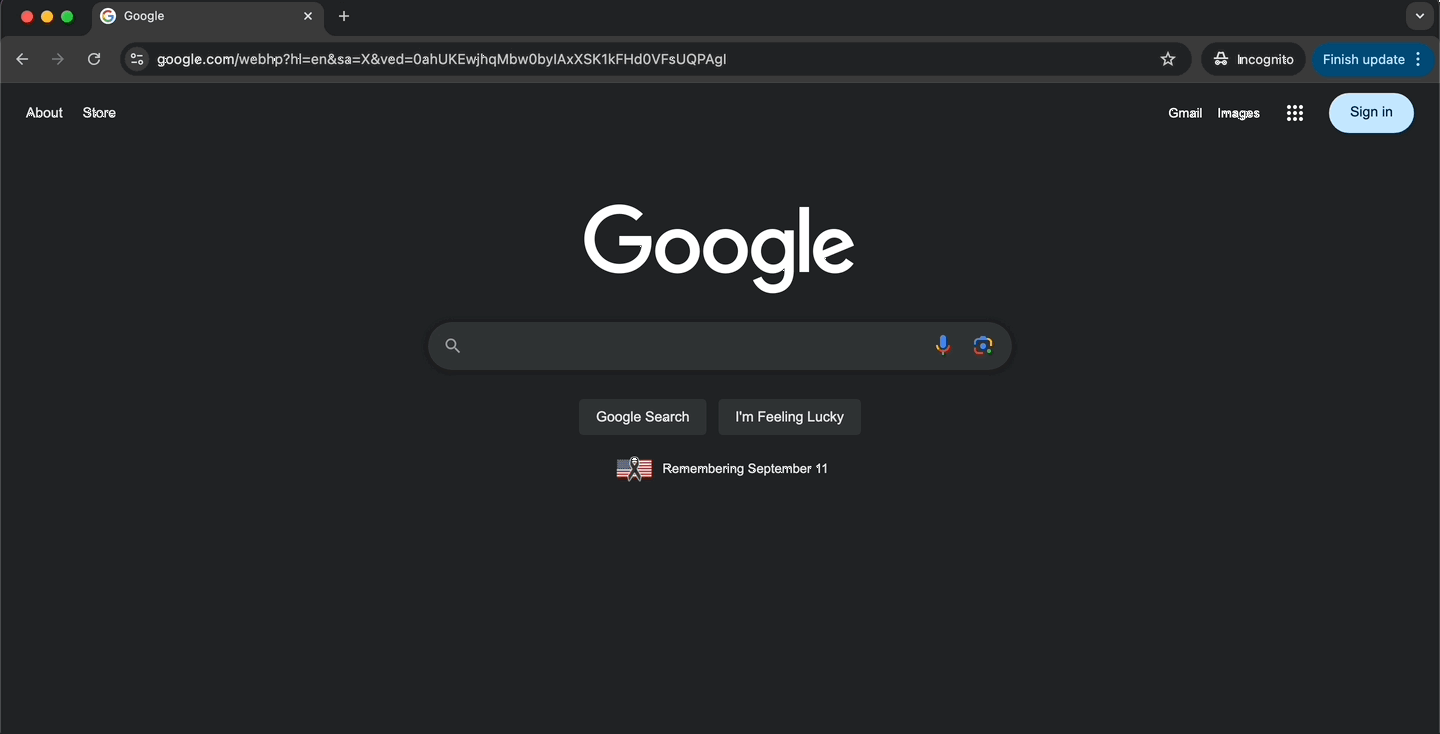 Google
google.com/webhp?hl=en&sa=X&ved=0ahUKEwjhqMbw0byIAxXSK1kFHd0VFsUQPAgI
Incognito
Finish update
About
Store
Gmail
Images
Sign in
Google
Google Search
I'm Feeling Lucky
Remembering September 11